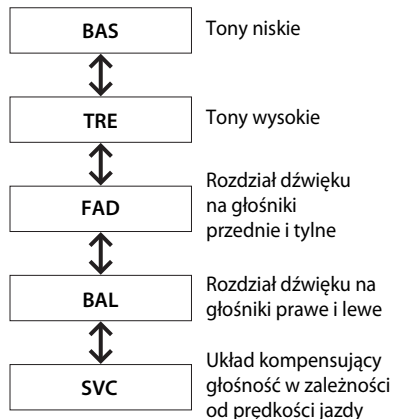 BAS
Tony niskie
TRE
Tony wysokie
FAD
Rozdział dźwięku
na głośniki
przednie i tylne
BAL
Rozdział dźwięku na
głośniki prawe i lewe
SVC
Układ kompensujący
głośność w zależności
od prędkości jazdy